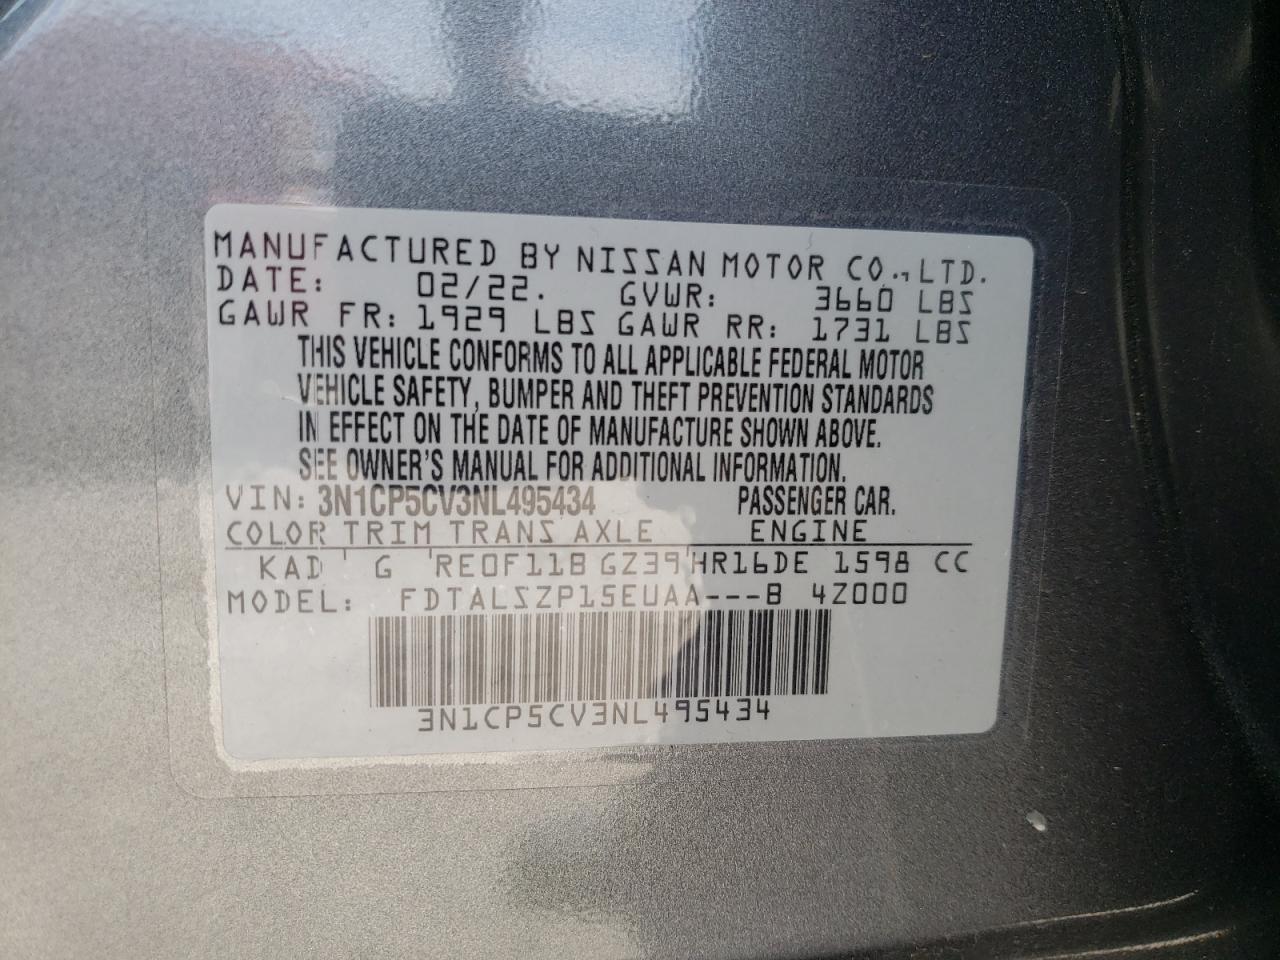 MANUFACTURED BY NISSAN MOTOR CO., LTD.
DATE: 02/22. GVWR: 3660 LBS
GAWR FR: 1929 LBS GAWR RR: 1731 LBS
THIS VEHICLE CONFORMS TO ALL APPLICABLE FEDERAL MOTOR
VEHICLE SAFETY, BUMPER AND THEFT PREVENTION STANDARDS
IN EFFECT ON THE DATE OF MANUFACTURE SHOWN ABOVE.
SEE OWNER'S MANUAL FOR ADDITIONAL INFORMATION.
VIN: 3N1CP5CV3NL495434 PASSENGER CAR.
COLOR TRIM TRANS AXLE ENGINE
KAD G RE0F11B GZ39 HR16DE 1598 CC
MODEL: FDTALSZP15EUAA---B 4Z000
3N1CP5CV3NL495434